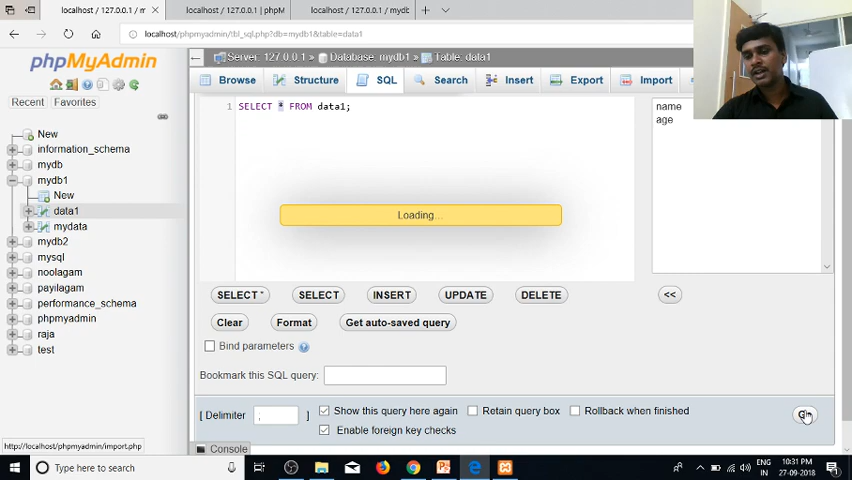 localhost / 127.0.0.1 / m
localhost / 127.0.0.1 | phpM
localhost / 127.0.0.1 / mydb
localhost/phpmyadmin/tbl_sql.php?db=mydb1&table=data1
phpMyAdmin
Recent
Favorites
New
information_schema
mydb
mydb1
New
data1
mydata
mydb2
mysql
noolagam
payilagam
performance_schema
phpmyadmin
raja
test
http://localhost/phpmyadmin/import.php
Server: 127.0.0.1 » Database: mydb1 » Table: data1
Browse
Structure
SQL
Search
Insert
Export
Import
1 SELECT * FROM data1;
name
age
Loading...
SELECT *
SELECT
INSERT
UPDATE
DELETE
<<
Clear
Format
Get auto-saved query
Bind parameters
Bookmark this SQL query:
[ Delimiter ; ]
Show this query here again
Retain query box
Rollback when finished
Enable foreign key checks
Console
Type here to search
ENG
IN
10:31 PM
27-09-2018